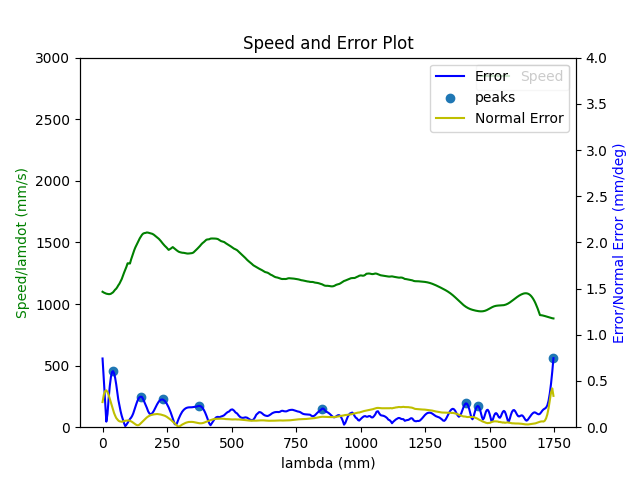 Speed and Error Plot
3000
2500
2000
1500
1000
500
0
Speed/lamdot (mm/s)
4.0
3.5
3.0
2.5
2.0
1.5
1.0
0.5
0.0
Error/Normal Error (mm/deg)
Speed
Error
peaks
Normal Error
0 250 500 750 1000 1250 1500 1750
lambda (mm)